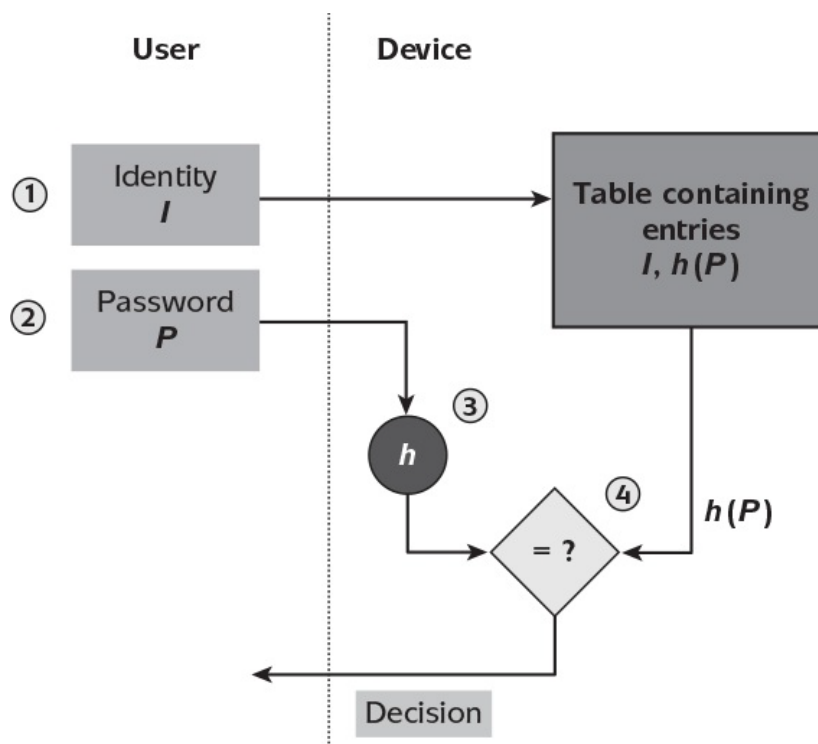 User
Device
1
Identity
I
Table containing
entries
I, h(P)
2
Password
P
3
h
4
= ?
h(P)
Decision